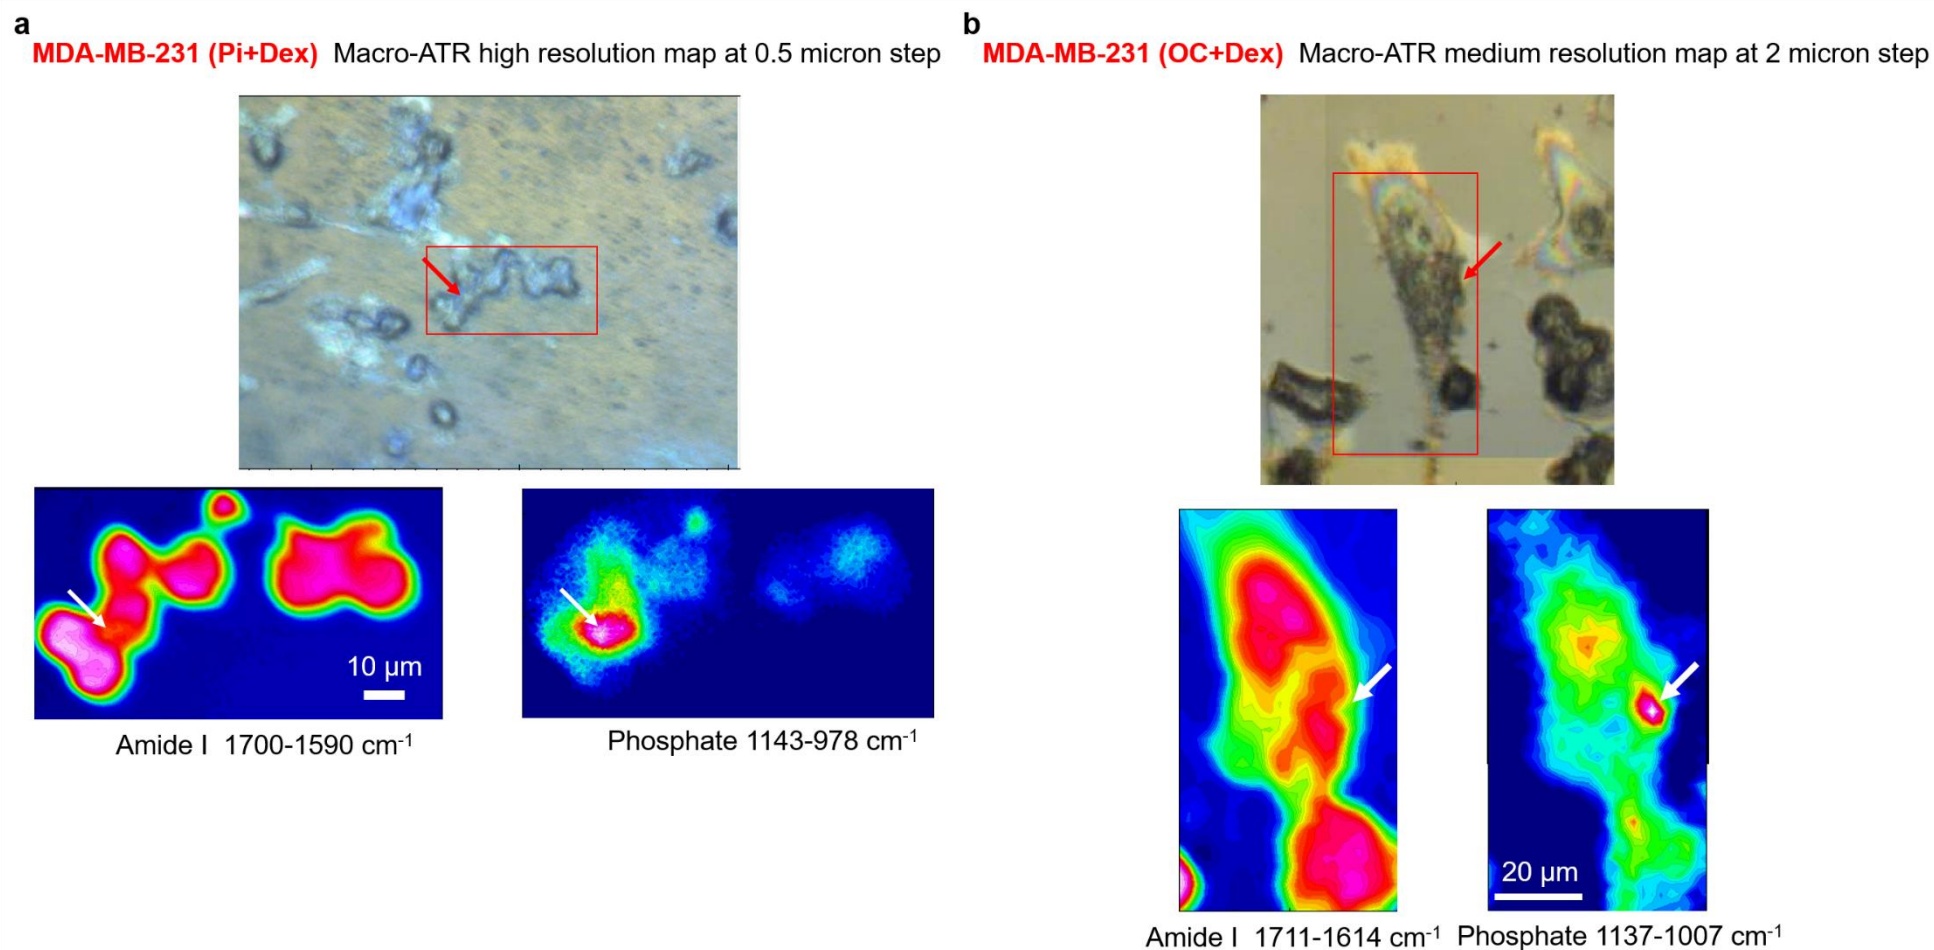 a
MDA-MB-231 (Pi+Dex) Macro-ATR high resolution map at 0.5 micron step
10 µm
Amide I 1700-1590 cm⁻¹
Phosphate 1143-978 cm⁻¹
b
MDA-MB-231 (OC+Dex) Macro-ATR medium resolution map at 2 micron step
20 µm
Amide I 1711-1614 cm⁻¹
Phosphate 1137-1007 cm⁻¹